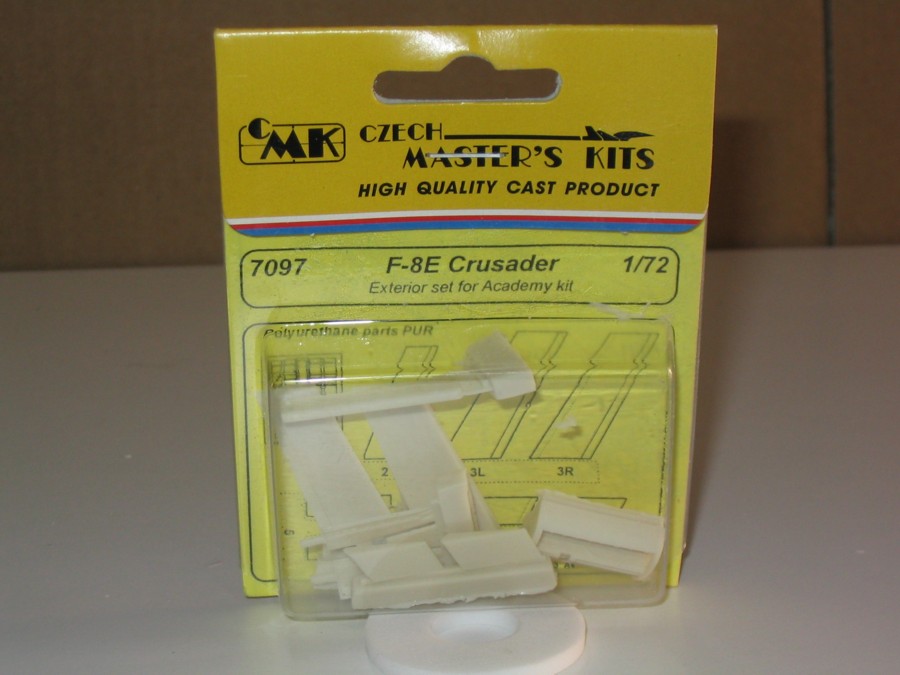 CMK
CZECH
MASTER'S KITS
HIGH QUALITY CAST PRODUCT
7097 F-8E Crusader 1/72
Exterior set for Academy kit
Polyurethane parts PUR
2 3L 3R
5